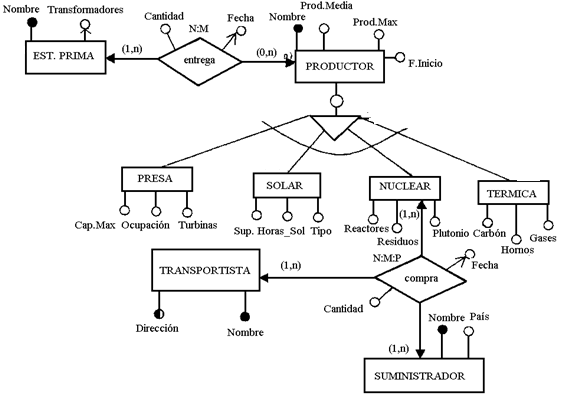 Nombre
Transformadores
Cantidad
N:M
Fecha
Nombre
Prod.Media
Prod.Max
EST. PRIMA
(1,n)
entrega
(0,n)
PRODUCTOR
F.Inicio
PRESA
SOLAR
NUCLEAR
TERMICA
Cap.Max Ocupación Turbinas
Sup. Horas_Sol Tipo
Reactores
(1,n)
Residuos
Plutonio
Carbón
Hornos
Gases
TRANSPORTISTA
(1,n)
N:M:P
compra
Fecha
Cantidad
Dirección
Nombre
Nombre
País
(1,n)
SUMINISTRADOR